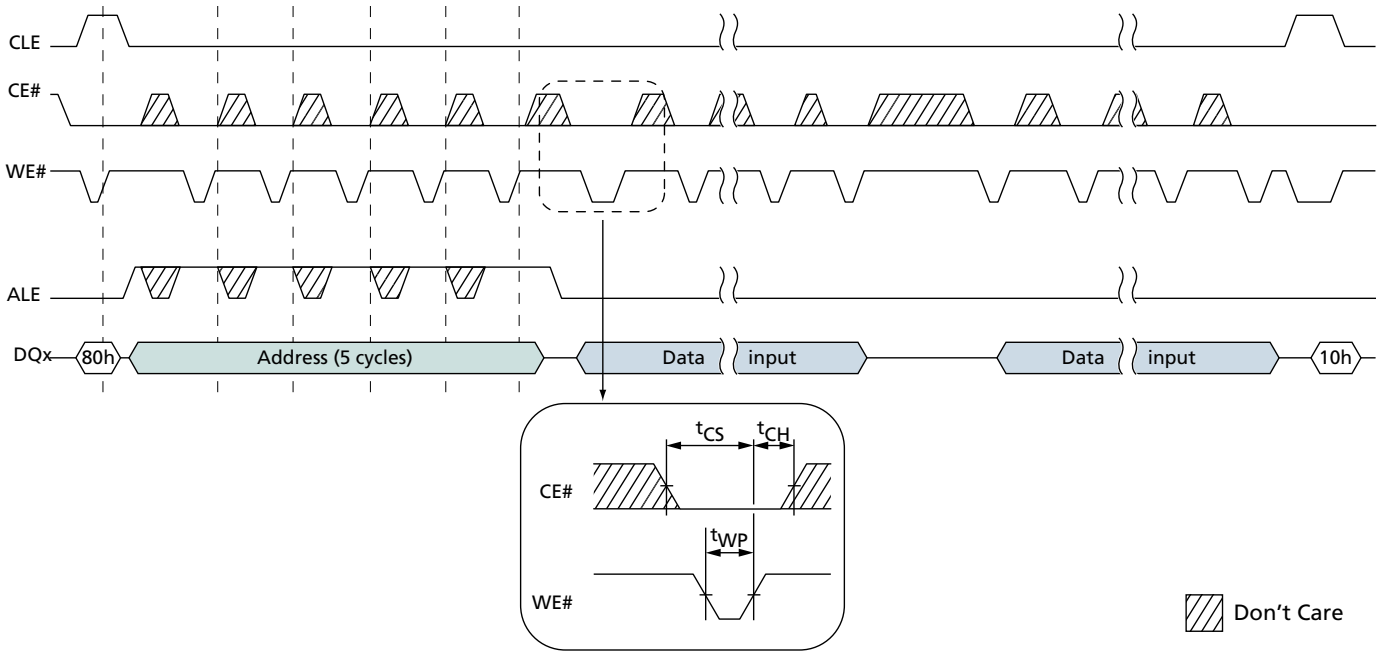 CLE
CE#
WE#
ALE
DQx 80h Address (5 cycles) Data input Data input 10h
tCS tCH
CE#
tWP
WE#
Don't Care